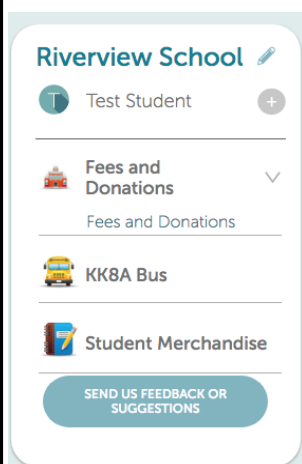 Riverview School
T
Test Student
+
Fees and
Donations
Fees and Donations
KK8A Bus
Student Merchandise
SEND US FEEDBACK OR
SUGGESTIONS